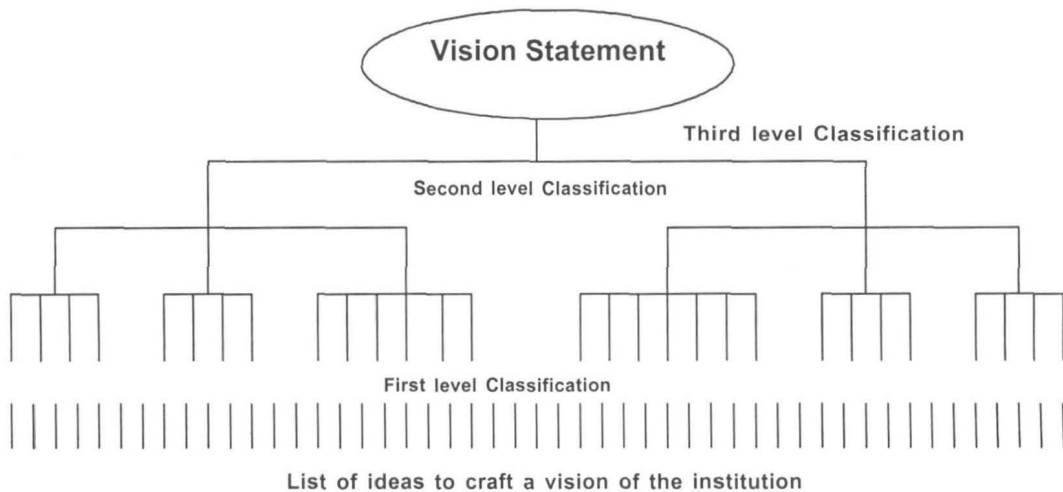 Vision Statement
Third level Classification
Second level Classification
First level Classification
List of ideas to craft a vision of the institution